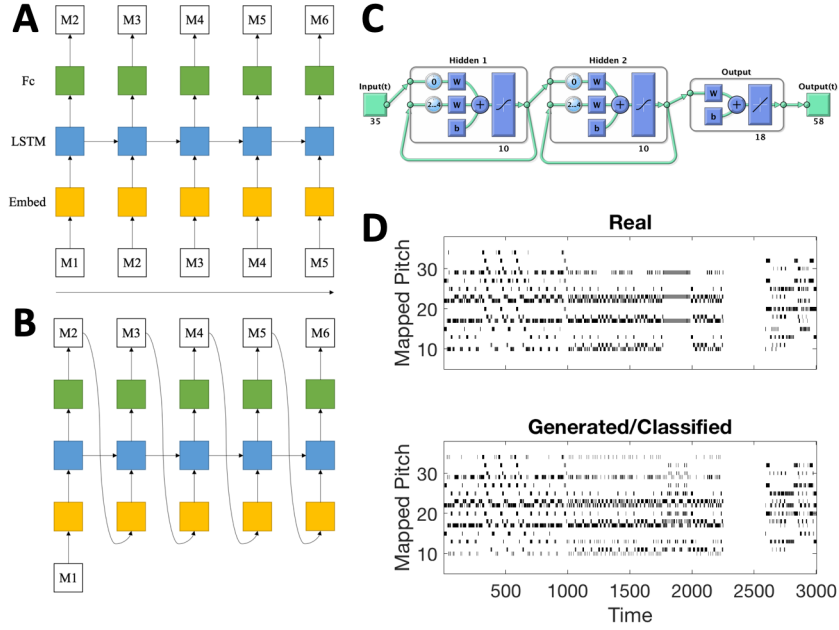 A
M2 M3 M4 M5 M6
Fc
LSTM
Embed
M1 M2 M3 M4 M5
B
M2 M3 M4 M5 M6
M1
C
Hidden 1
Hidden 2
Output
Input(t)
Output(t)
0 W
2..4 W
b
35
10
0 W
2..4 W
b
10
W
b
18
58
D
Real
Mapped Pitch
30
20
10
Generated/Classified
Mapped Pitch
30
20
10
500 1000 1500 2000 2500 3000
Time